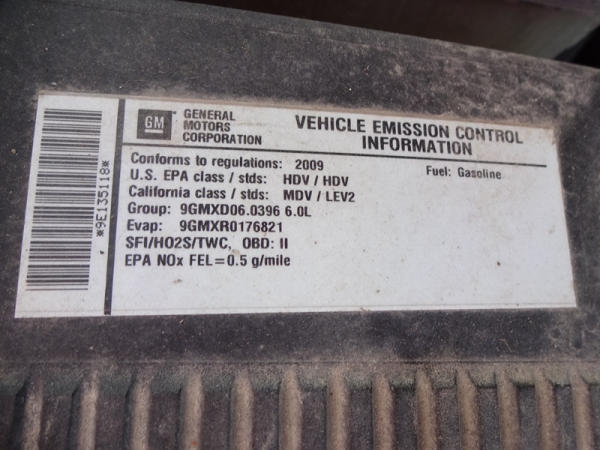 GM
GENERAL
MOTORS
CORPORATION
VEHICLE EMISSION CONTROL
INFORMATION
Conforms to regulations: 2009
Fuel: Gasoline
U.S. EPA class / stds: HDV / HDV
California class / stds: MDV / LEV2
Group: 9GMXD06.0396 6.0L
Evap: 9GMXR0176821
SFI/HO2S/TWC, OBD: II
EPA NOx FEL=0.5 g/mile
*9E135118*